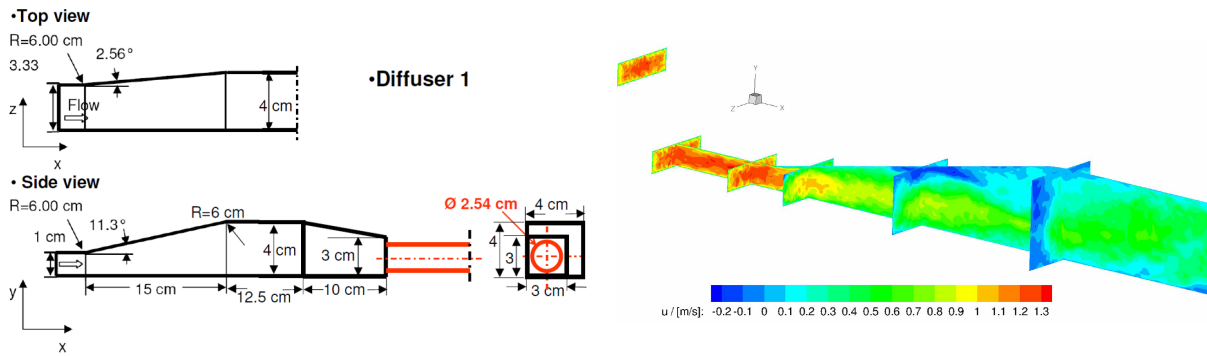 •Top view
R=6.00 cm
2.56°
3.33
Flow
4 cm
z
x
•Diffuser 1
• Side view
R=6.00 cm
11.3°
R=6 cm
1 cm
4 cm
3 cm
15 cm
12.5 cm
10 cm
y
x
Ø 2.54 cm
4 cm
4
3
3 cm
Y
Z
X
u / [m/s]: -0.2 -0.1 0 0.1 0.2 0.3 0.4 0.5 0.6 0.7 0.8 0.9 1 1.1 1.2 1.3